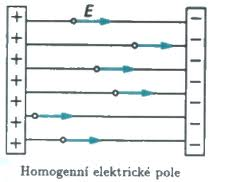 E
+ + + + + + +
− − − − − − −
Homogenní elektrické pole